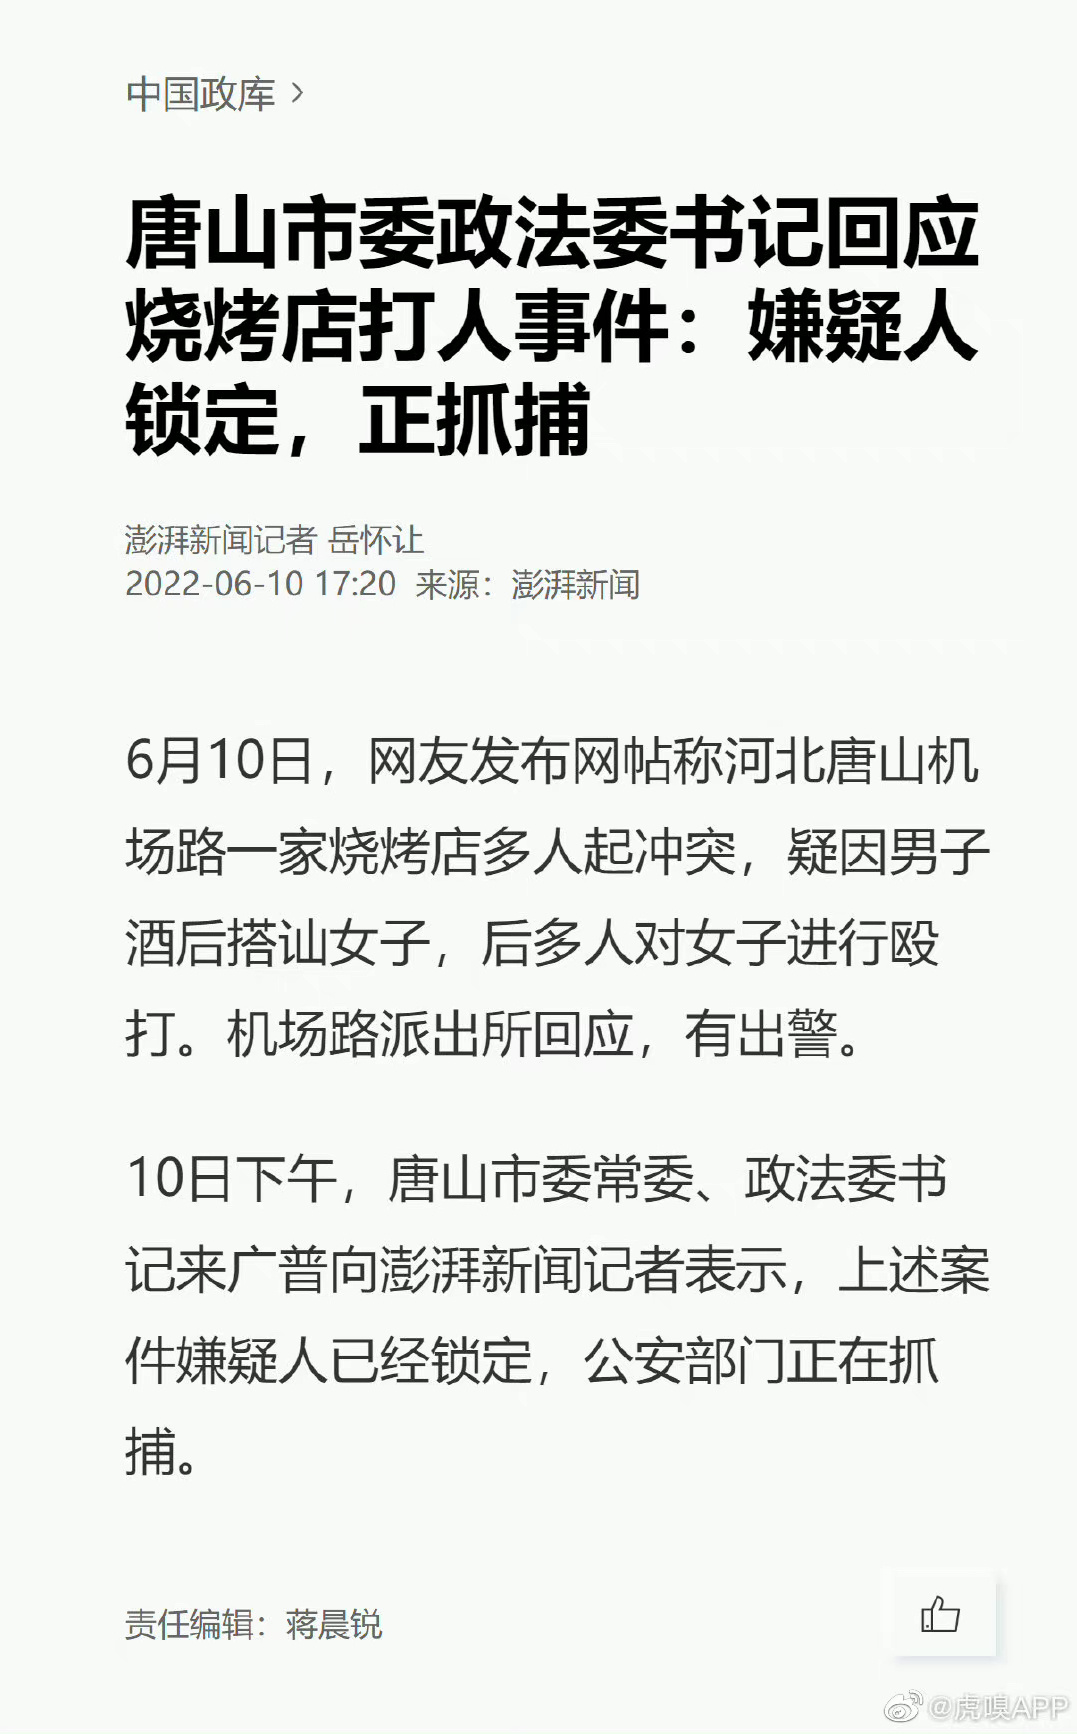 中国政库 >
唐山市委政法委书记回应
烧烤店打人事件：嫌疑人
锁定，正抓捕
澎湃新闻记者 岳怀让
2022-06-10 17:20 来源：澎湃新闻
6月10日，网友发布网帖称河北唐山机
场路一家烧烤店多人起冲突，疑因男子
酒后搭讪女子，后多人对女子进行殴
打。机场路派出所回应，有出警。
10日下午，唐山市委常委、政法委书
记来广普向澎湃新闻记者表示，上述案
件嫌疑人已经锁定，公安部门正在抓
捕。
责任编辑：蒋晨锐
@虎嗅APP